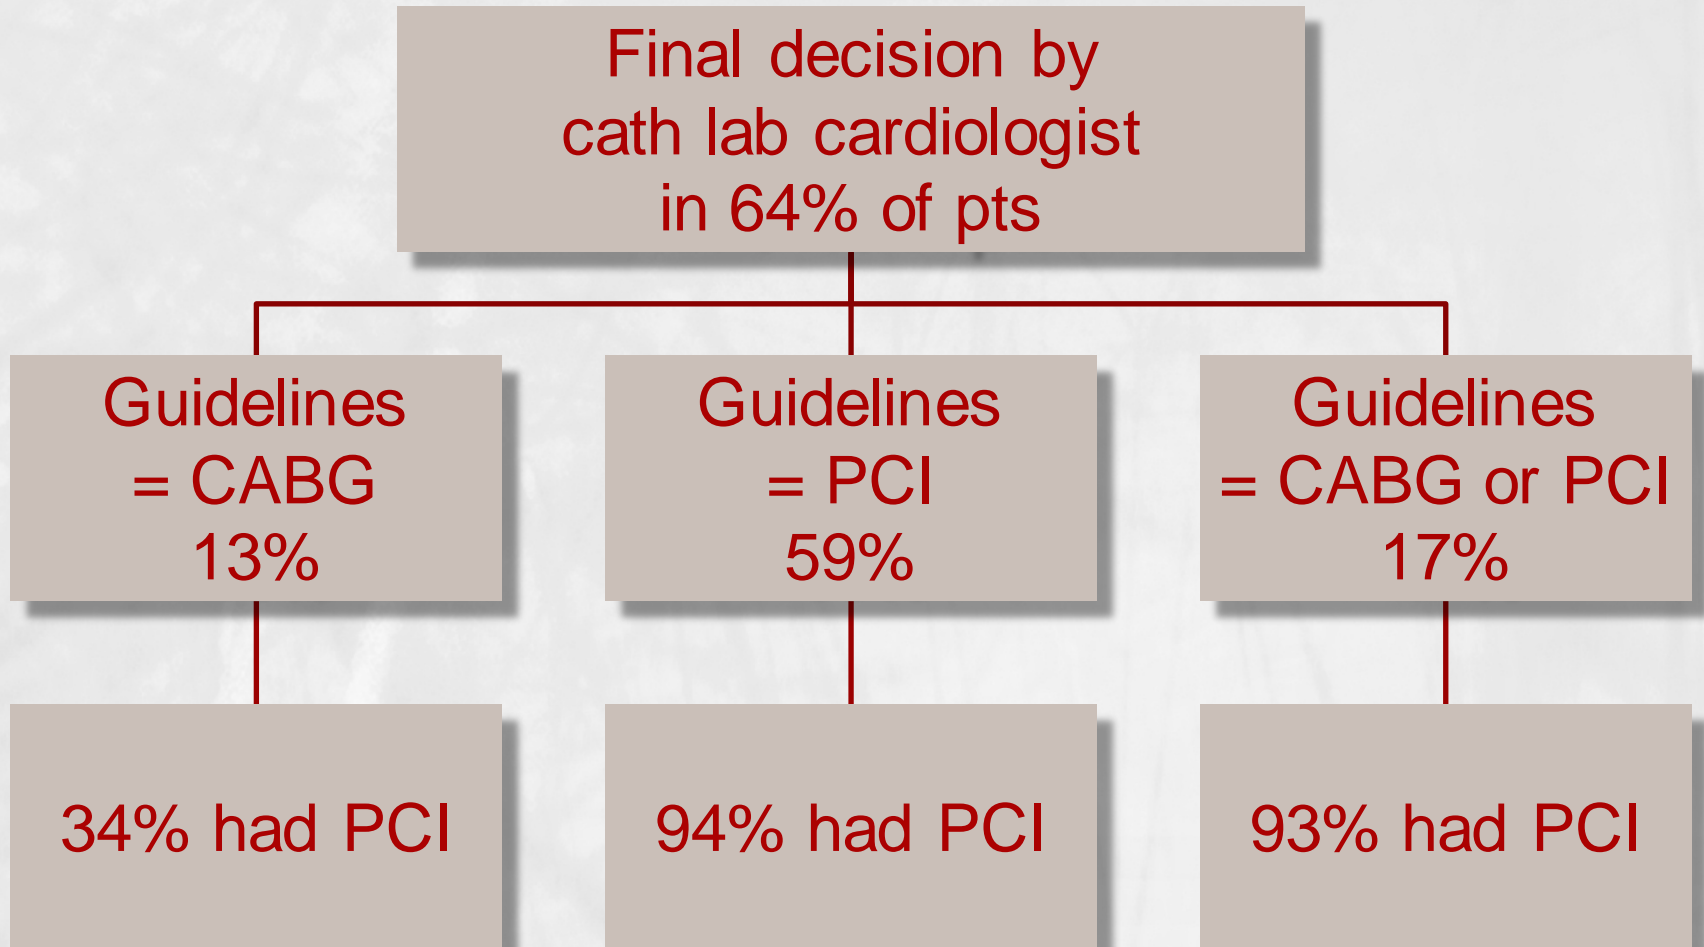 Final decision by
cath lab cardiologist
in 64% of pts
Guidelines
= CABG
13%
Guidelines
= PCI
59%
Guidelines
= CABG or PCI
17%
34% had PCI
94% had PCI
93% had PCI